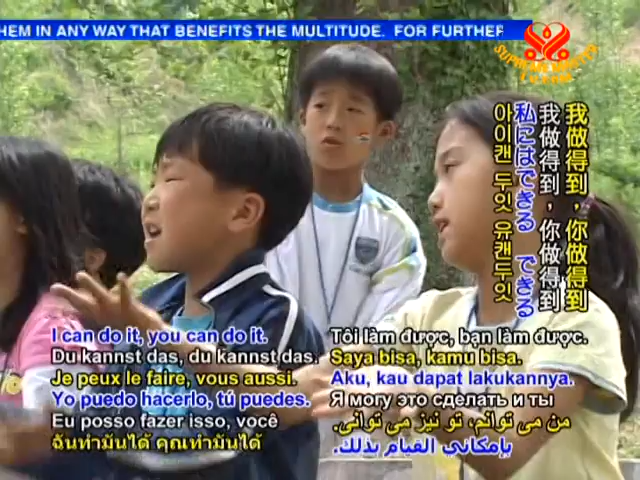 HEM IN ANY WAY THAT BENEFITS THE MULTITUDE. FOR FURTHER
SUPREME MASTER
TV
아이캔 두잇 유캔두잇
私にはできる できる
我做得到，你做得到
我做得到，你做得到
I can do it, you can do it.
Du kannst das, du kannst das.
Je peux le faire, vous aussi.
Yo puedo hacerlo, tú puedes.
Eu posso fazer isso, você
ฉันทำมันได้ คุณทำมันได้
Tôi làm được, bạn làm được.
Saya bisa, kamu bisa.
Aku, kau dapat lakukannya.
Я могу это сделать и ты
من می توانم، تو نیز می توانی.
بإمكاني القيام بذلك.